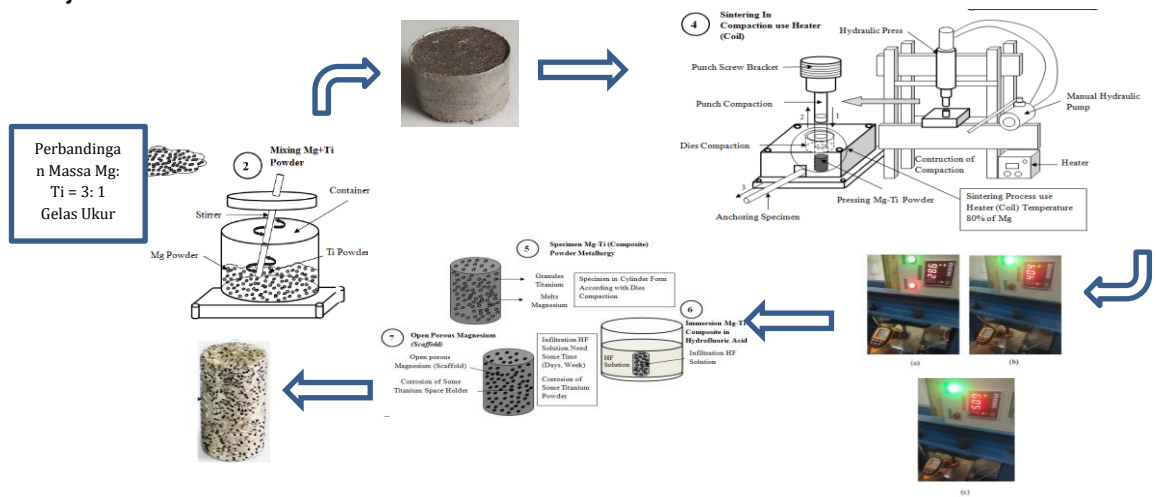 Perbandinga
n Massa Mg:
Ti = 3: 1
Gelas Ukur
2
Mixing Mg+Ti
Powder
Container
Stirrer
Mg Powder
Ti Powder
4
Sintering In
Compaction use Heater
(Coil)
Hydraulic Press
Punch Screw Bracket
Punch Compaction
Manual Hydraulic
Pump
2
1
Dies Compaction
Contruction of
Compaction
Heater
3
Pressing Mg-Ti Powder
Anchoring Specimen
Sintering Process use
Heater (Coil) Temperature
80% of Mg
(a)
(b)
(c)
5
Specimen Mg-Ti (Composite)
Powder Metallurgy
Granules
Titanium
Melts
Magnesium
Specimen in Cylinder Form
According with Dies
Compaction
6
Immersion Mg-Ti
Composite in
Hydrofluoric Acid
HF
Solution
Infiltration HF
Solution
7
Open Porous Magnesium
(Scaffold)
Open porous
Magnesium (Scaffold)
Corrosion of Some
Titanium Space Holder
Infiltration HF
Solution Need
Some Time
(Days, Week)
Corrosion of
Some Titanium
Powder